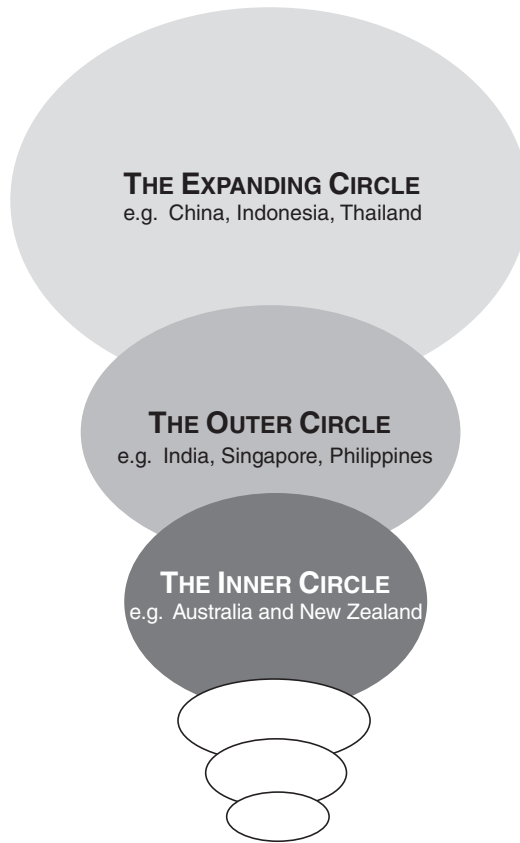 THE EXPANDING CIRCLE
e.g. China, Indonesia, Thailand
THE OUTER CIRCLE
e.g. India, Singapore, Philippines
THE INNER CIRCLE
e.g. Australia and New Zealand